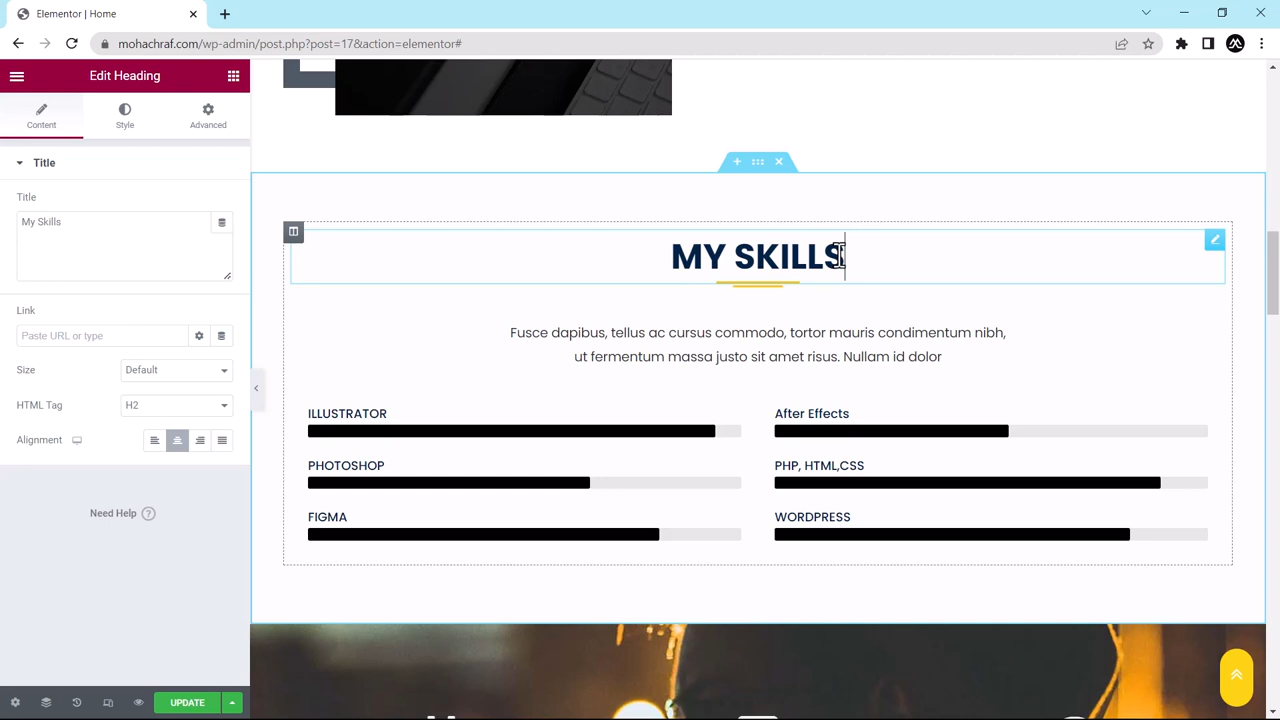 Elementor | Home
mohachraf.com/wp-admin/post.php?post=17&action=elementor#
Edit Heading
Content
Style
Advanced
Title
Title
My Skills
Link
Paste URL or type
Size
Default
HTML Tag
H2
Alignment
Need Help
UPDATE
MY SKILLS
Fusce dapibus, tellus ac cursus commodo, tortor mauris condimentum nibh,
ut fermentum massa justo sit amet risus. Nullam id dolor
ILLUSTRATOR
After Effects
PHOTOSHOP
PHP, HTML,CSS
FIGMA
WORDPRESS